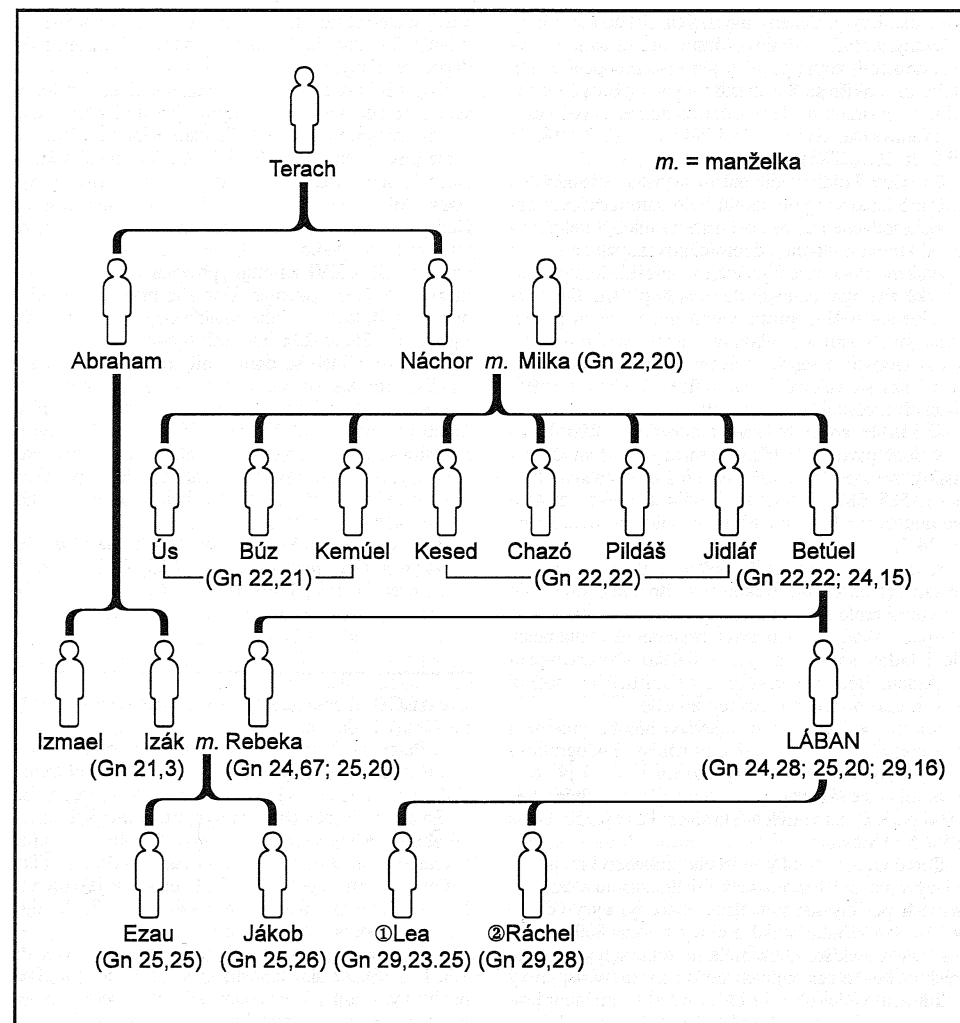 Terach
m. = manželka
Abraham
Náchor m. Milka (Gn 22,20)
Ús Búz Kemúel Kesed Chazó Pildáš Jidláf Betúel
(Gn 22,21) (Gn 22,22) (Gn 22,22; 24,15)
Izmael Izák m. Rebeka LÁBAN
(Gn 21,3) (Gn 24,67; 25,20) (Gn 24,28; 25,20; 29,16)
Ezau Jákob ①Lea ②Ráchel
(Gn 25,25) (Gn 25,26) (Gn 29,23.25) (Gn 29,28)